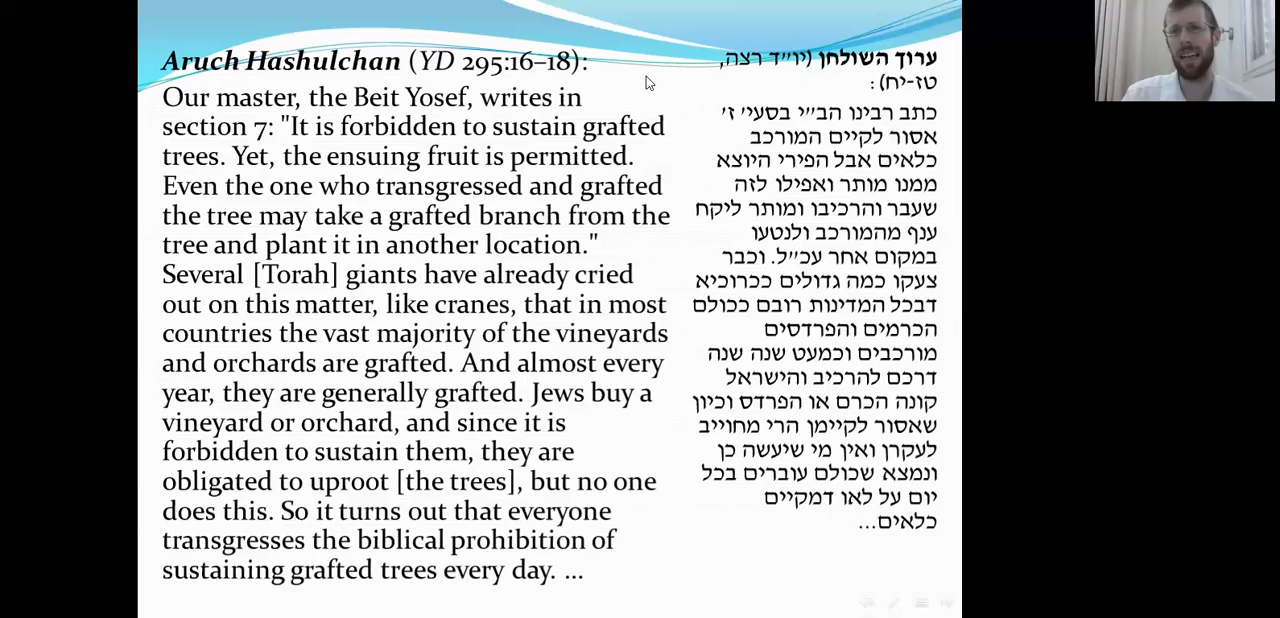 Aruch Hashulchan (YD 295:16–18):
Our master, the Beit Yosef, writes in
section 7: "It is forbidden to sustain grafted
trees. Yet, the ensuing fruit is permitted.
Even the one who transgressed and grafted
the tree may take a grafted branch from the
tree and plant it in another location."
Several [Torah] giants have already cried
out on this matter, like cranes, that in most
countries the vast majority of the vineyards
and orchards are grafted. And almost every
year, they are generally grafted. Jews buy a
vineyard or orchard, and since it is
forbidden to sustain them, they are
obligated to uproot [the trees], but no one
does this. So it turns out that everyone
transgresses the biblical prohibition of
sustaining grafted trees every day. ...
ערוך השולחן (יו״ד רצה,
טז-יח):
כתב רבינו הב״י בסעי׳ ז׳
אסור לקיים המורכב
כלאים אבל הפירי היוצא
ממנו מותר ואפילו לזה
שעבר והרכיבו ומותר ליקח
ענף מהמורכב ולנטעו
במקום אחר עכ״ל. וכבר
צעקו כמה גדולים ככרוכיא
דבכל המדינות רובם ככולם
הכרמים והפרדסים
מורכבים וכמעט שנה שנה
דרכם להרכיב והישראל
קונה הכרם או הפרדס וכיון
שאסור לקיימן הרי מחוייב
לעקרן ואין מי שיעשה כן
ונמצא שכולם עוברים בכל
יום על לאו דמקיים
כלאים...